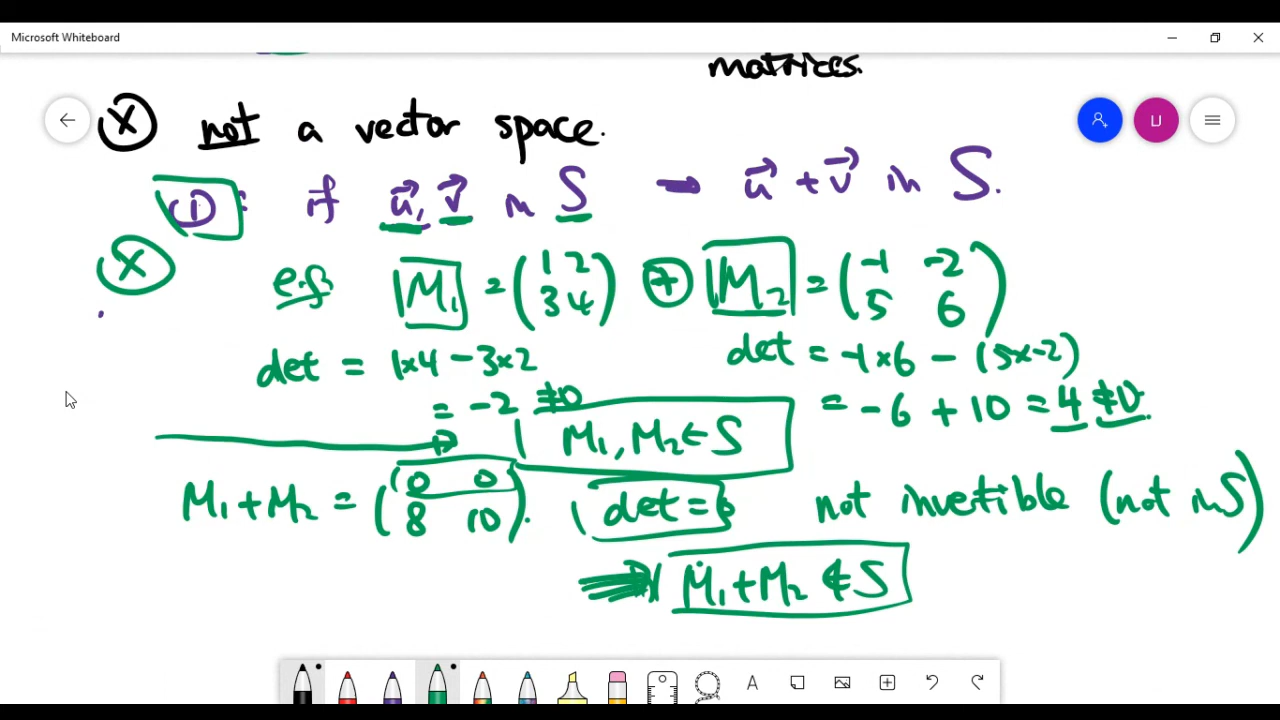 Microsoft Whiteboard
matrices.
Ⓧ not a vector space.
①: if u⃗, v⃗ in S → u⃗ + v⃗ in S.
Ⓧ e.g. M₁ = (1 2 3 4) ⊕ M₂ = (-1 -2 5 6)
det = 1×4 - 3×2
= -2 ≠0
det = -1×6 - (5×-2)
= -6 + 10 = 4 ≠0.
M₁, M₂ ∈ S
M₁+M₂ = (0 0 8 10). det = 0 not invertible (not in S)
⇒ M₁+M₂ ∉ S